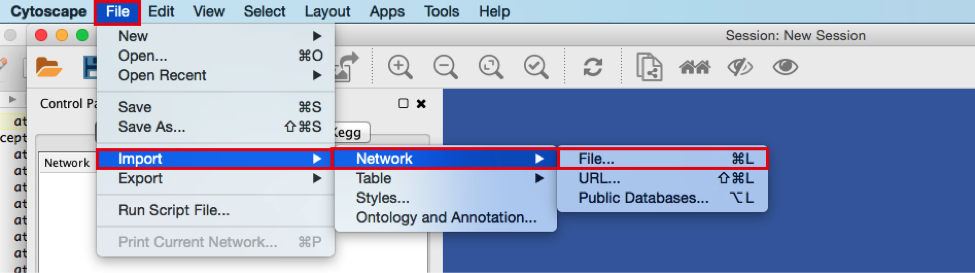 Cytoscape File Edit View Select Layout Apps Tools Help
Session: New Session
New
Open... ⌘O
Open Recent
Save ⌘S
Save As... ⇧⌘S
Import
Export
Run Script File...
Print Current Network... ⌘P
Network
Table
Styles...
Ontology and Annotation...
File... ⌘L
URL... ⇧⌘L
Public Databases... ⌥L
Control Pa
Kegg
Network
at
cept
at
at
at
at
at
at
at
at